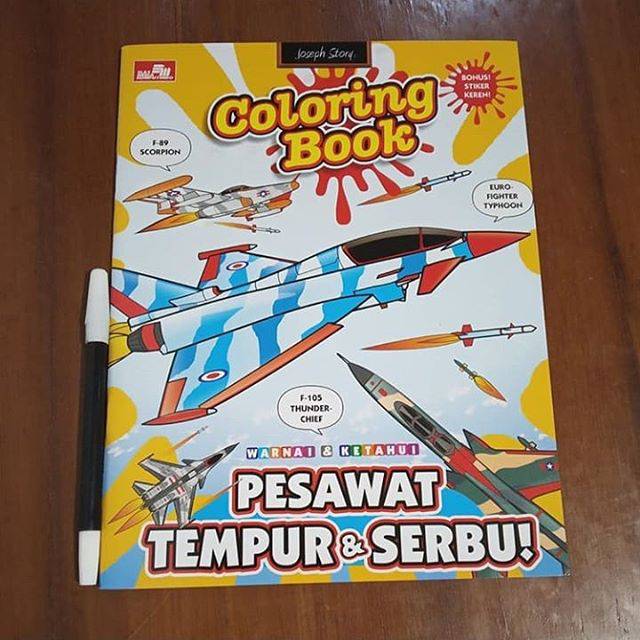 Joseph Story
Coloring
Book
BONUS!
STIKER
KEREN!
F-89
SCORPION
EURO-
FIGHTER
TYPHOON
F-105
THUNDER-
CHIEF
WARNAI & KETAHUI
PESAWAT
TEMPUR & SERBU!